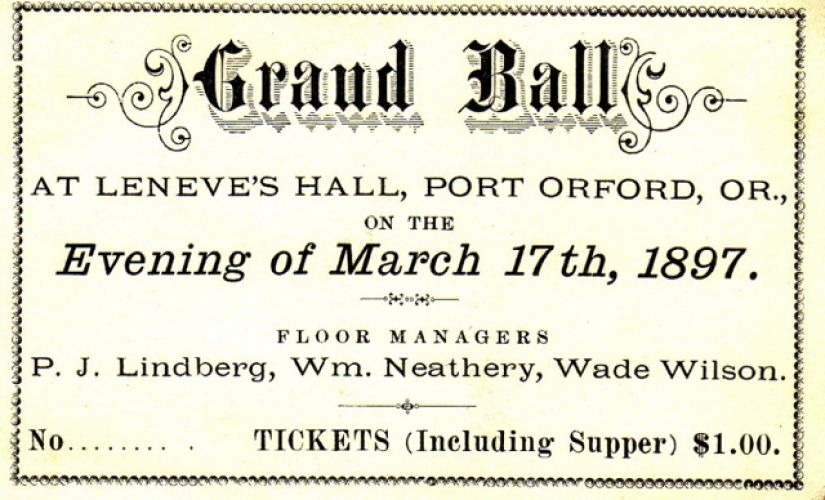 Grand Ball
AT LENEVE'S HALL, PORT ORFORD, OR.,
ON THE
Evening of March 17th, 1897.
FLOOR MANAGERS
P. J. Lindberg, Wm. Neathery, Wade Wilson.
No......... . TICKETS (Including Supper) $1.00.